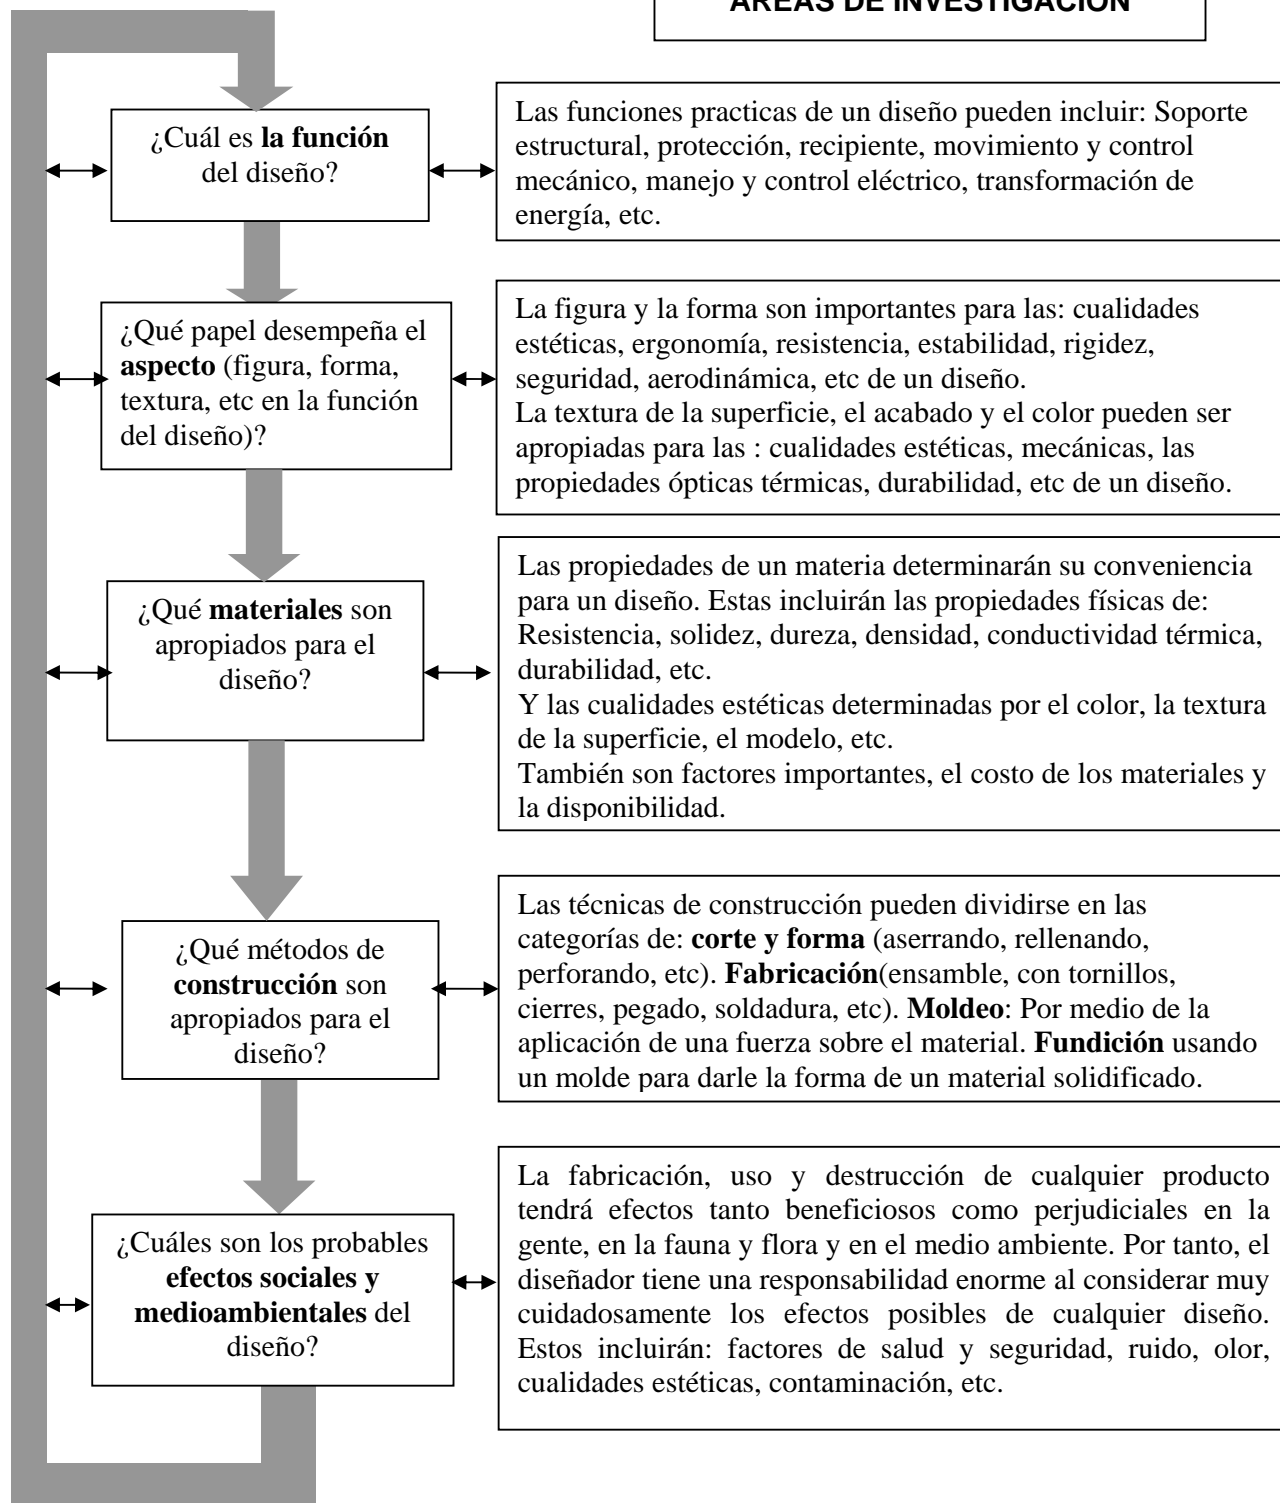 AREAS DE INVESTIGACION
¿Cuál es la función
del diseño?
Las funciones practicas de un diseño pueden incluir: Soporte
estructural, protección, recipiente, movimiento y control
mecánico, manejo y control eléctrico, transformación de
energía, etc.
¿Qué papel desempeña el
aspecto (figura, forma,
textura, etc en la función
del diseño)?
La figura y la forma son importantes para las: cualidades
estéticas, ergonomía, resistencia, estabilidad, rigidez,
seguridad, aerodinámica, etc de un diseño.
La textura de la superficie, el acabado y el color pueden ser
apropiadas para las : cualidades estéticas, mecánicas, las
propiedades ópticas térmicas, durabilidad, etc de un diseño.
¿Qué materiales son
apropiados para el
diseño?
Las propiedades de un materia determinarán su conveniencia
para un diseño. Estas incluirán las propiedades físicas de:
Resistencia, solidez, dureza, densidad, conductividad térmica,
durabilidad, etc.
Y las cualidades estéticas determinadas por el color, la textura
de la superficie, el modelo, etc.
También son factores importantes, el costo de los materiales y
la disponibilidad.
¿Qué métodos de
construcción son
apropiados para el
diseño?
Las técnicas de construcción pueden dividirse en las
categorías de: corte y forma (aserrando, rellenando,
perforando, etc). Fabricación(ensamble, con tornillos,
cierres, pegado, soldadura, etc). Moldeo: Por medio de la
aplicación de una fuerza sobre el material. Fundición usando
un molde para darle la forma de un material solidificado.
¿Cuáles son los probables
efectos sociales y
medioambientales del
diseño?
La fabricación, uso y destrucción de cualquier producto
tendrá efectos tanto beneficiosos como perjudiciales en la
gente, en la fauna y flora y en el medio ambiente. Por tanto, el
diseñador tiene una responsabilidad enorme al considerar muy
cuidadosamente los efectos posibles de cualquier diseño.
Estos incluirán: factores de salud y seguridad, ruido, olor,
cualidades estéticas, contaminación, etc.